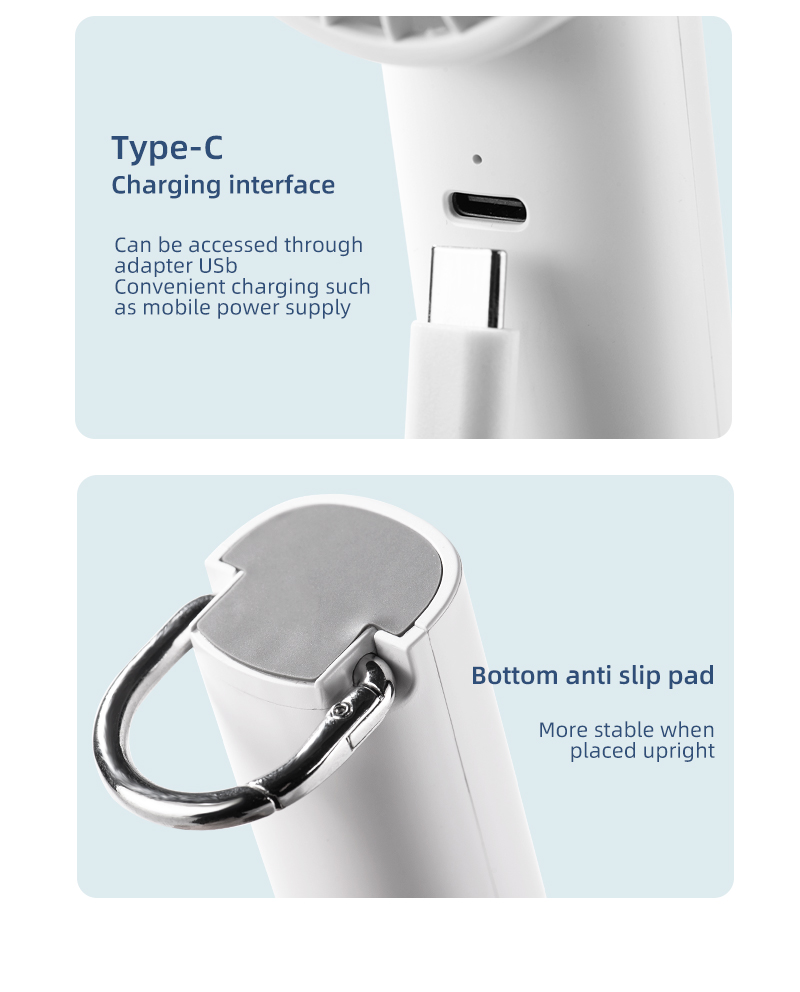 Type-C
Charging interface
Can be accessed through
adapter USb
Convenient charging such
as mobile power supply
Bottom anti slip pad
More stable when
placed upright